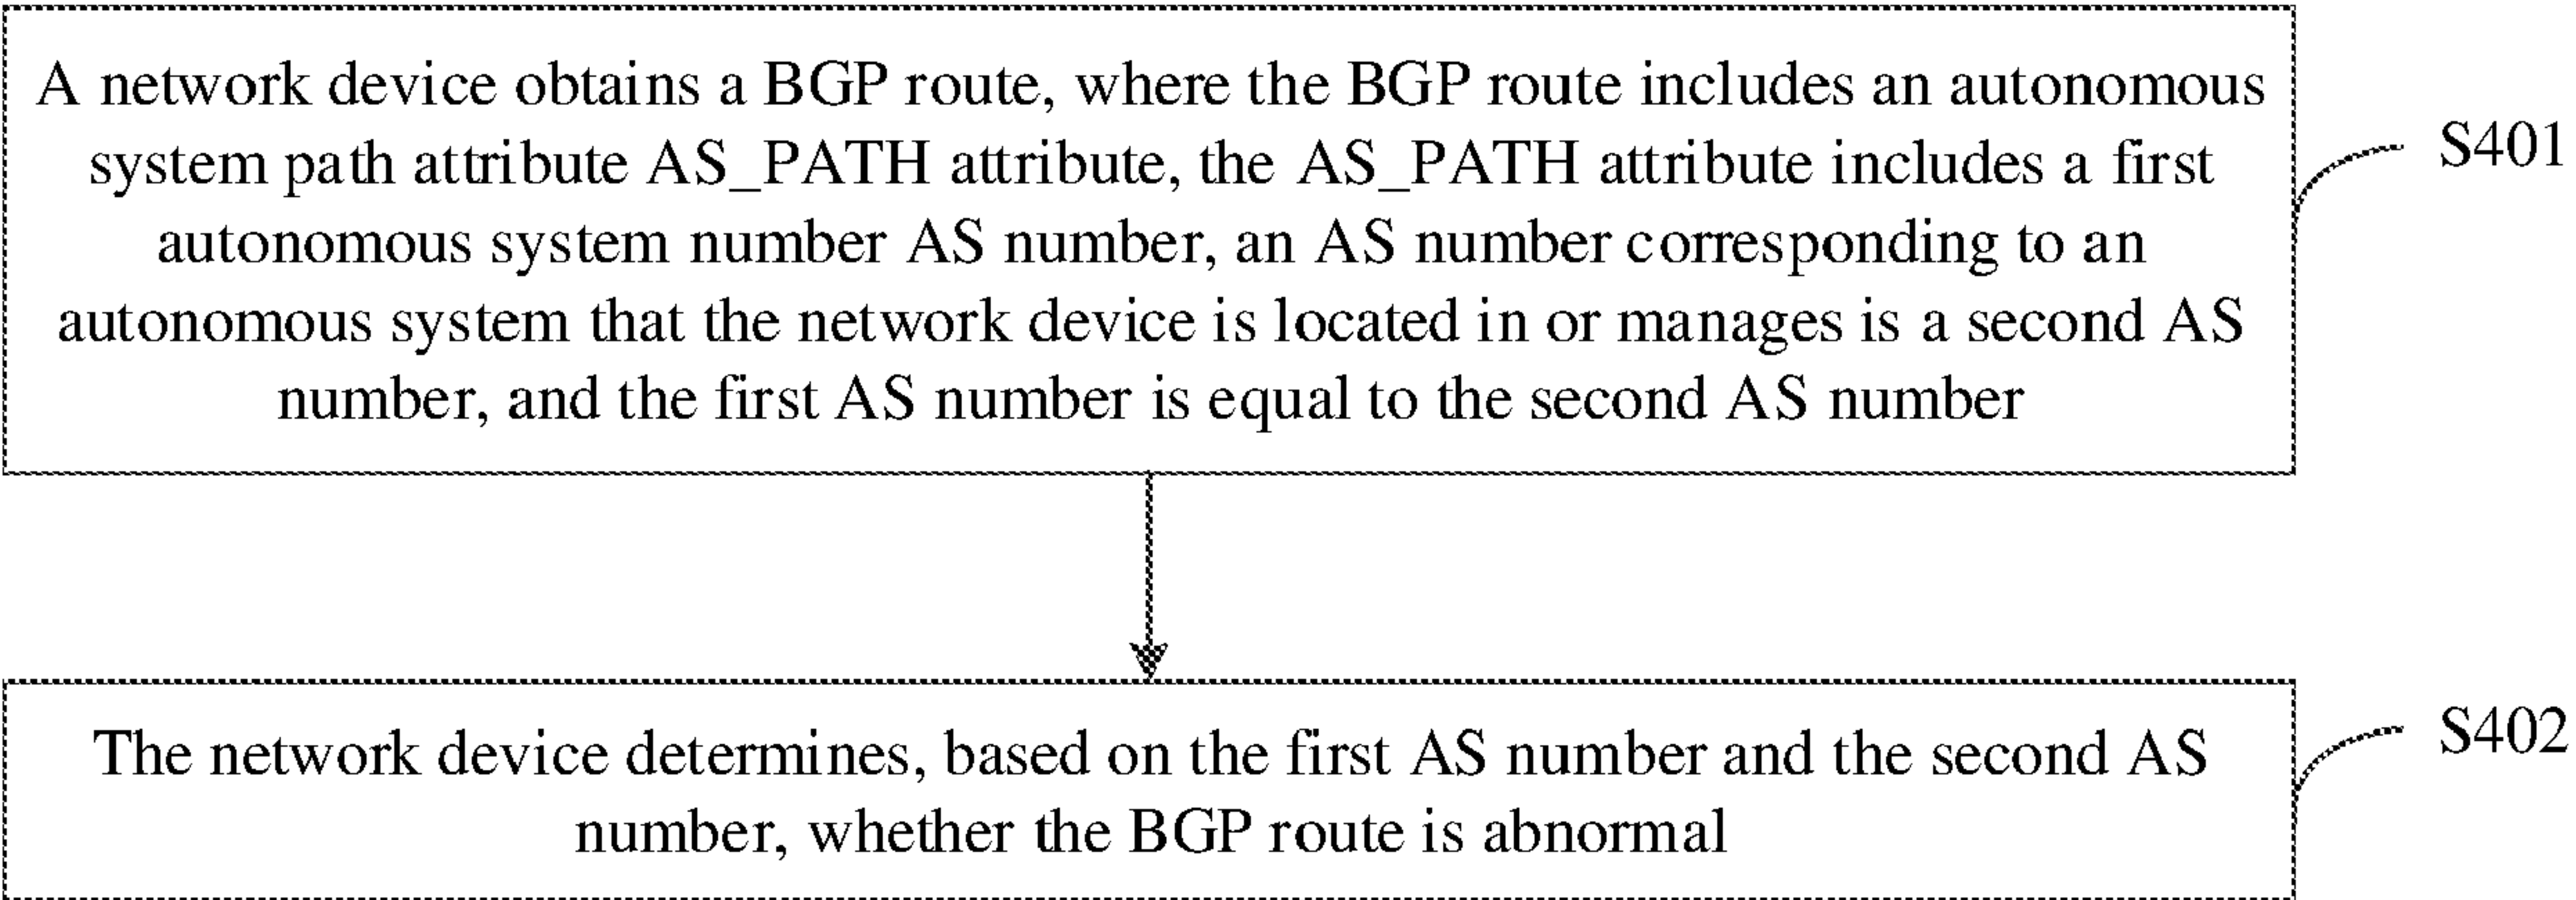 A network device obtains a BGP route, where the BGP route includes an autonomous
system path attribute AS_PATH attribute, the AS_PATH attribute includes a first
autonomous system number AS number, an AS number corresponding to an
autonomous system that the network device is located in or manages is a second AS
number, and the first AS number is equal to the second AS number
S401
The network device determines, based on the first AS number and the second AS
number, whether the BGP route is abnormal
S402